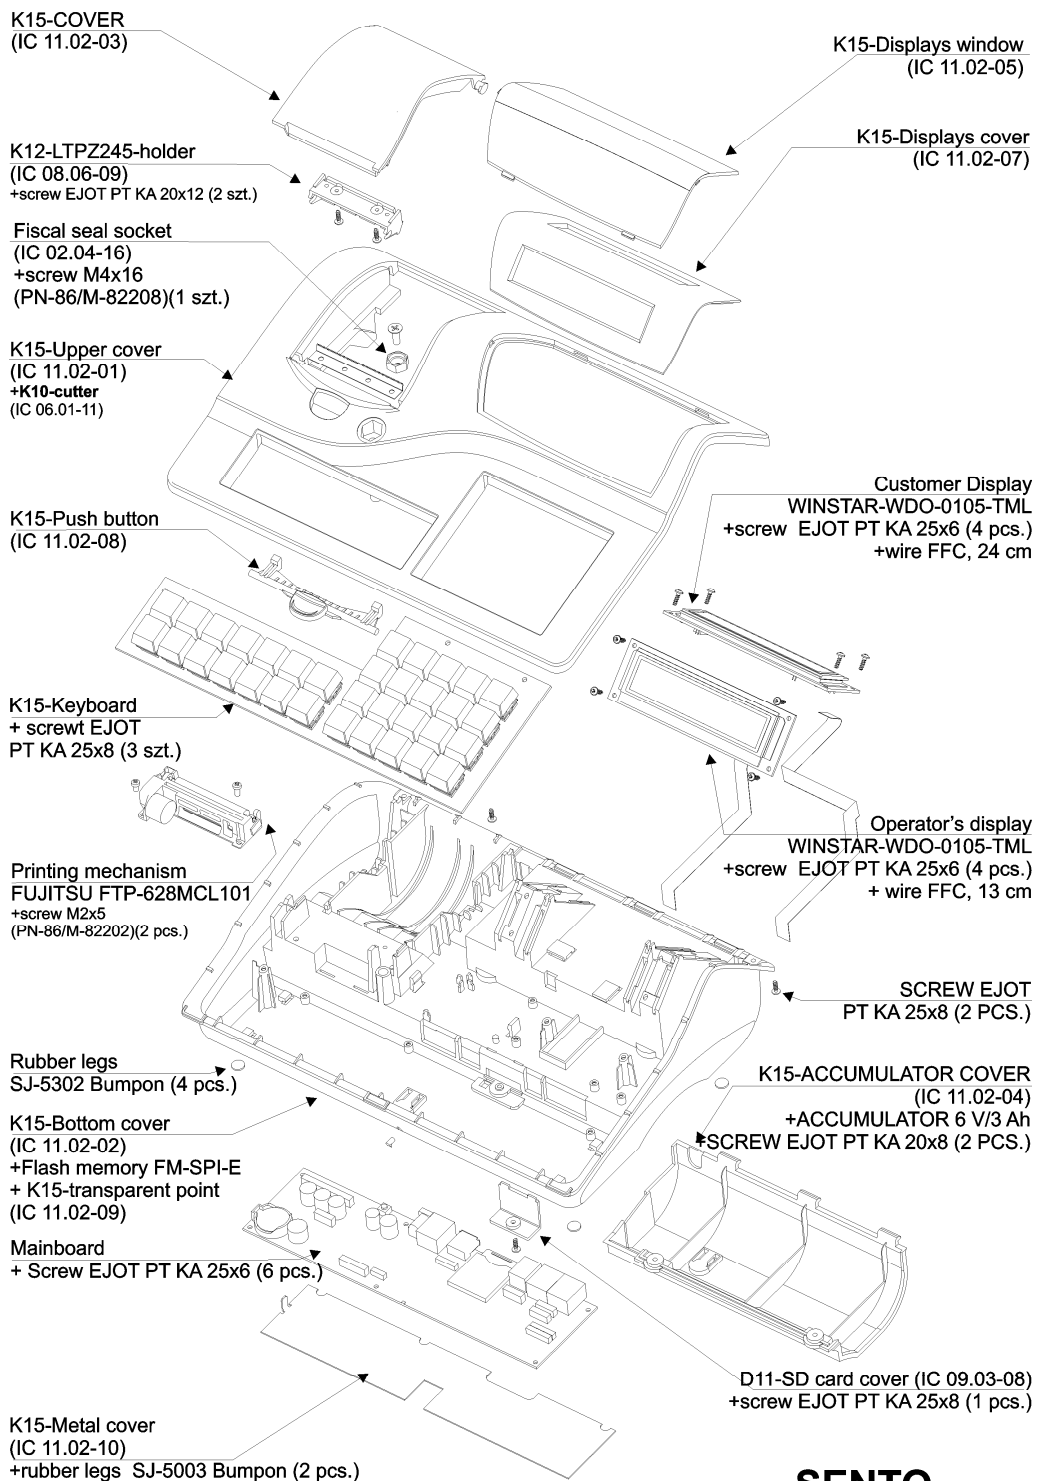 K15-COVER
(IC 11.02-03)
K15-Displays window
(IC 11.02-05)
K15-Displays cover
(IC 11.02-07)
K12-LTPZ245-holder
(IC 08.06-09)
+screw EJOT PT KA 20x12 (2 szt.)
Fiscal seal socket
(IC 02.04-16)
+screw M4x16
(PN-86/M-82208)(1 szt.)
K15-Upper cover
(IC 11.02-01)
+K10-cutter
(IC 06.01-11)
Customer Display
WINSTAR-WDO-0105-TML
+screw EJOT PT KA 25x6 (4 pcs.)
+wire FFC, 24 cm
K15-Push button
(IC 11.02-08)
K15-Keyboard
+ screwt EJOT
PT KA 25x8 (3 szt.)
Operator's display
WINSTAR-WDO-0105-TML
+screw EJOT PT KA 25x6 (4 pcs.)
+ wire FFC, 13 cm
Printing mechanism
FUJITSU FTP-628MCL101
+screw M2x5
(PN-86/M-82202)(2 pcs.)
SCREW EJOT
PT KA 25x8 (2 PCS.)
Rubber legs
SJ-5302 Bumpon (4 pcs.)
K15-ACCUMULATOR COVER
(IC 11.02-04)
+ACCUMULATOR 6 V/3 Ah
+SCREW EJOT PT KA 20x8 (2 PCS.)
K15-Bottom cover
(IC 11.02-02)
+Flash memory FM-SPI-E
+ K15-transparent point
(IC 11.02-09)
Mainboard
+ Screw EJOT PT KA 25x6 (6 pcs.)
D11-SD card cover (IC 09.03-08)
+screw EJOT PT KA 25x8 (1 pcs.)
K15-Metal cover
(IC 11.02-10)
+rubber legs SJ-5003 Bumpon (2 pcs.)
SENTO